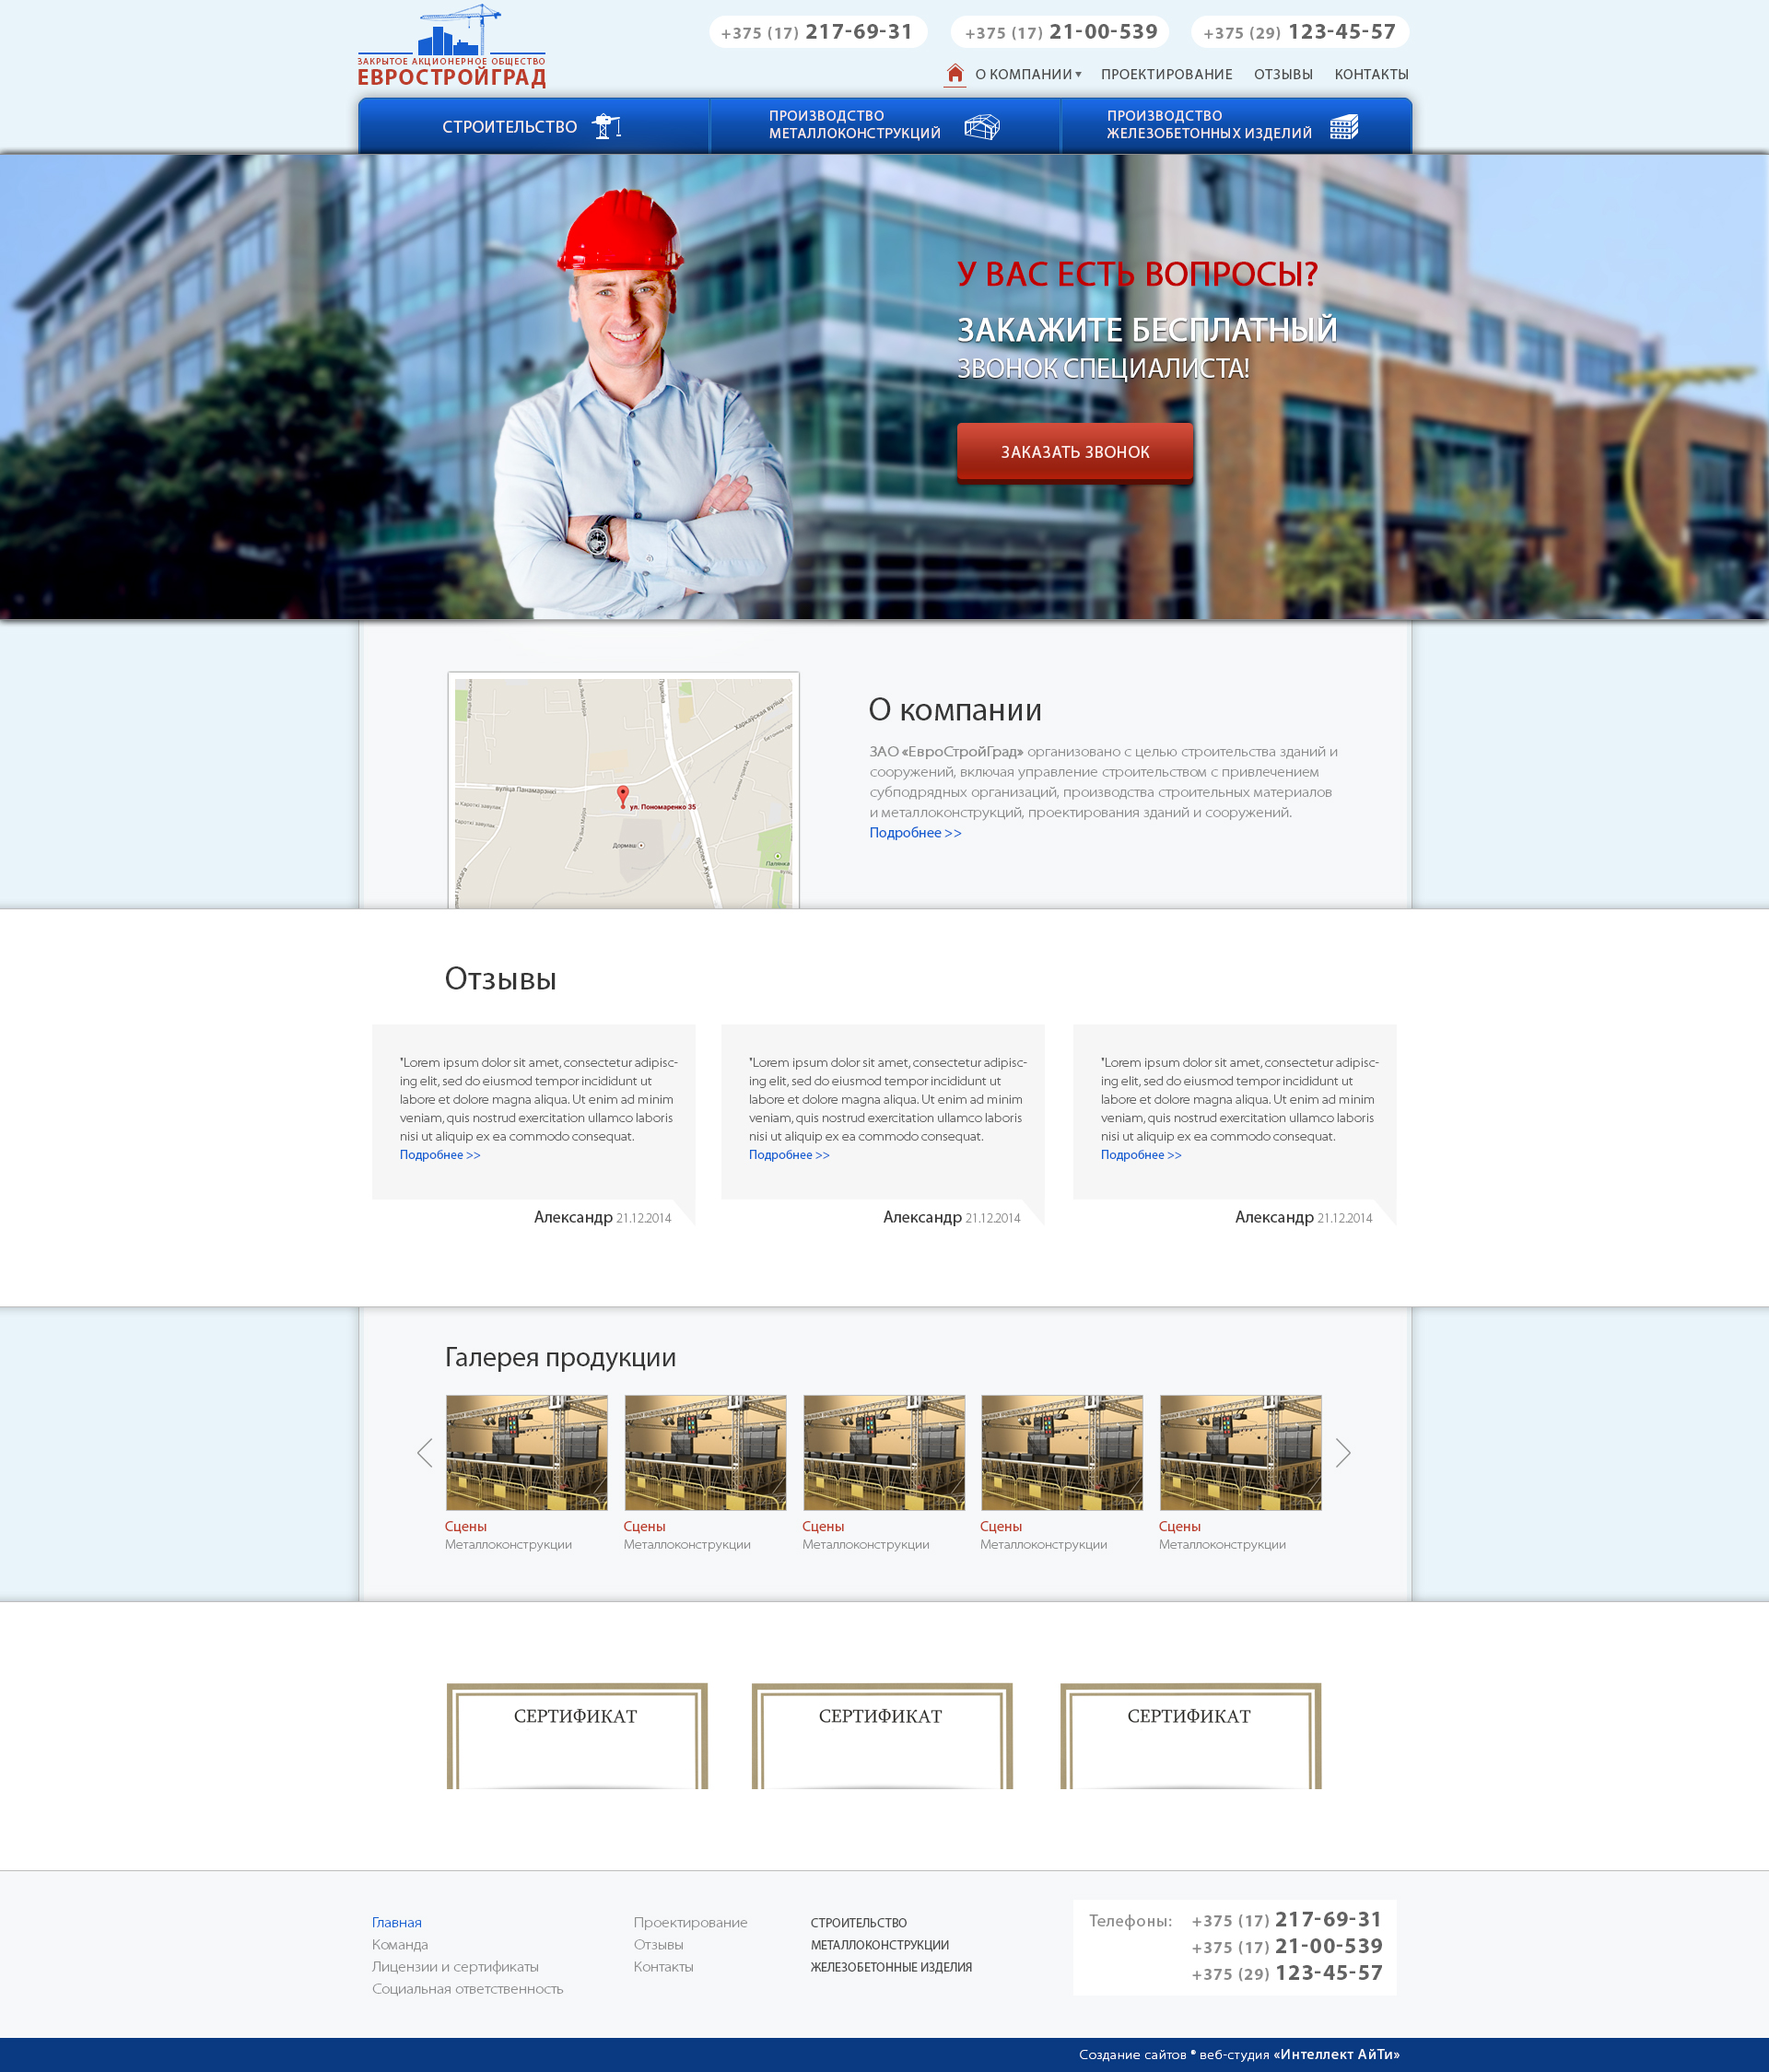 ЗАКРЫТОЕ АКЦИОНЕРНОЕ ОБЩЕСТВО
ЕВРОСТРОЙГРАД
+375 (17) 217-69-31
+375 (17) 21-00-539
+375 (29) 123-45-57
О КОМПАНИИ
ПРОЕКТИРОВАНИЕ
ОТЗЫВЫ
КОНТАКТЫ
СТРОИТЕЛЬСТВО
ПРОИЗВОДСТВО
МЕТАЛЛОКОНСТРУКЦИЙ
ПРОИЗВОДСТВО
ЖЕЛЕЗОБЕТОННЫХ ИЗДЕЛИЙ
У ВАС ЕСТЬ ВОПРОСЫ?
ЗАКАЖИТЕ БЕСПЛАТНЫЙ
ЗВОНОК СПЕЦИАЛИСТА!
ЗАКАЗАТЬ ЗВОНОК
Харкаўская вуліца
вуліца Панамарэнкі
ул. Пономаренко 35
Дормаш
праспект Жукава
О компании
ЗАО «ЕвроСтройГрад» организовано с целью строительства зданий и
сооружений, включая управление строительством с привлечением
субподрядных организаций, производства строительных материалов
и металлоконструкций, проектирования зданий и сооружений.
Подробнее >>
Отзывы
"Lorem ipsum dolor sit amet, consectetur adipisc-
ing elit, sed do eiusmod tempor incididunt ut
labore et dolore magna aliqua. Ut enim ad minim
veniam, quis nostrud exercitation ullamco laboris
nisi ut aliquip ex ea commodo consequat.
Подробнее >>
Александр 21.12.2014
"Lorem ipsum dolor sit amet, consectetur adipisc-
ing elit, sed do eiusmod tempor incididunt ut
labore et dolore magna aliqua. Ut enim ad minim
veniam, quis nostrud exercitation ullamco laboris
nisi ut aliquip ex ea commodo consequat.
Подробнее >>
Александр 21.12.2014
"Lorem ipsum dolor sit amet, consectetur adipisc-
ing elit, sed do eiusmod tempor incididunt ut
labore et dolore magna aliqua. Ut enim ad minim
veniam, quis nostrud exercitation ullamco laboris
nisi ut aliquip ex ea commodo consequat.
Подробнее >>
Александр 21.12.2014
Галерея продукции
Сцены
Металлоконструкции
Сцены
Металлоконструкции
Сцены
Металлоконструкции
Сцены
Металлоконструкции
Сцены
Металлоконструкции
СЕРТИФИКАТ
СЕРТИФИКАТ
СЕРТИФИКАТ
Главная
Команда
Лицензии и сертификаты
Социальная ответственность
Проектирование
Отзывы
Контакты
СТРОИТЕЛЬСТВО
МЕТАЛЛОКОНСТРУКЦИИ
ЖЕЛЕЗОБЕТОННЫЕ ИЗДЕЛИЯ
Телефоны: +375 (17) 217-69-31
+375 (17) 21-00-539
+375 (29) 123-45-57
Создание сайтов ® веб-студия «Интеллект АйТи»